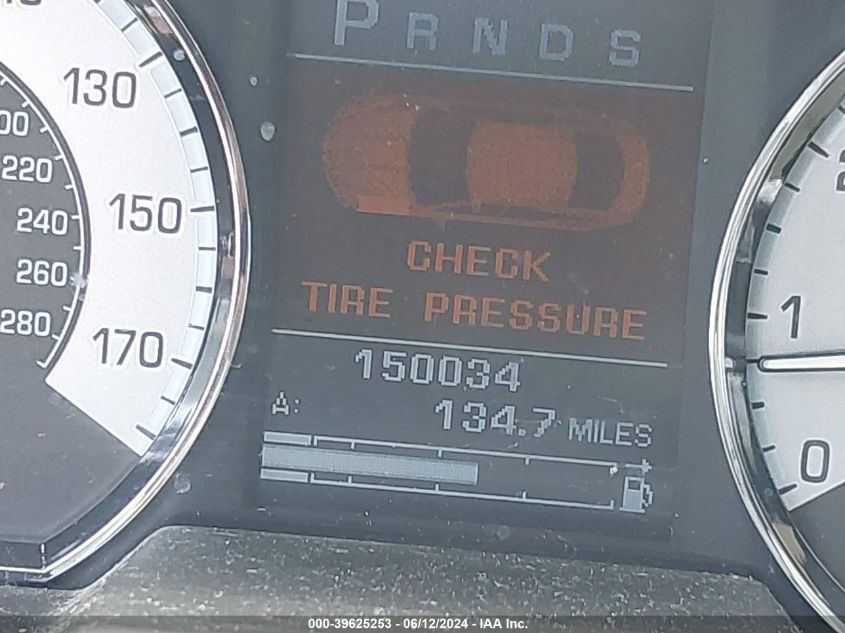 P R N D S
130
150
170
220
240
260
280
CHECK
TIRE PRESSURE
150034
A: 134.7 MILES
1
0
000-39625253 - 06/12/2024 - IAA Inc.